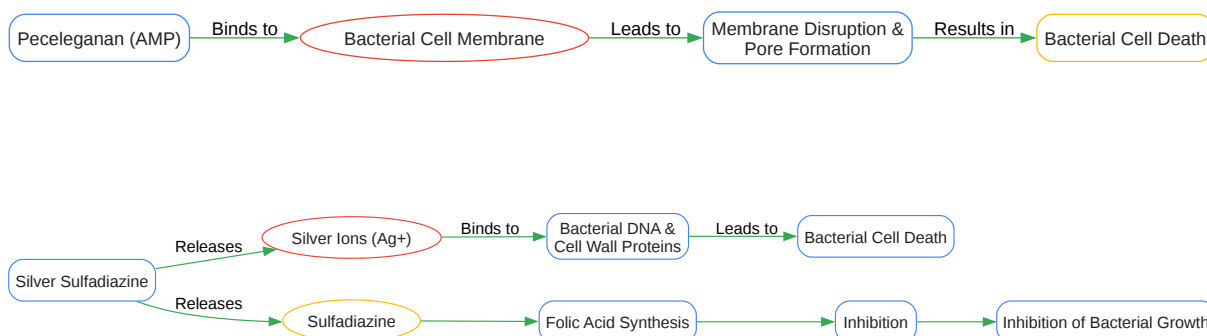 Peceleganan (AMP)
Binds to
Bacterial Cell Membrane
Leads to
Membrane Disruption &
Pore Formation
Results in
Bacterial Cell Death
Silver Sulfadiazine
Releases
Silver Ions (Ag+)
Binds to
Bacterial DNA &
Cell Wall Proteins
Leads to
Bacterial Cell Death
Releases
Sulfadiazine
Folic Acid Synthesis
Inhibition
Inhibition of Bacterial Growth